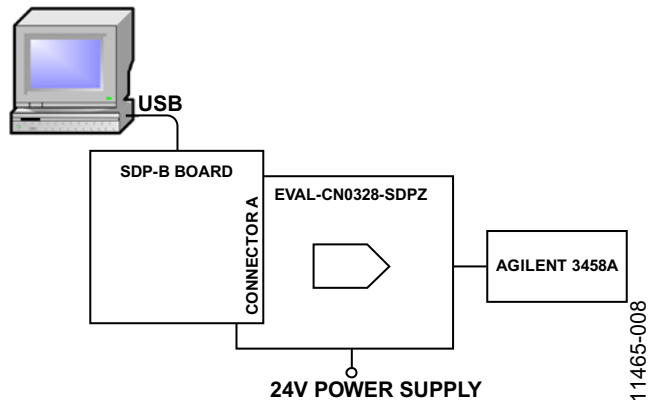 USB
SDP-B BOARD
EVAL-CN0328-SDPZ
CONNECTOR A
AGILENT 3458A
24V POWER SUPPLY
11465-008